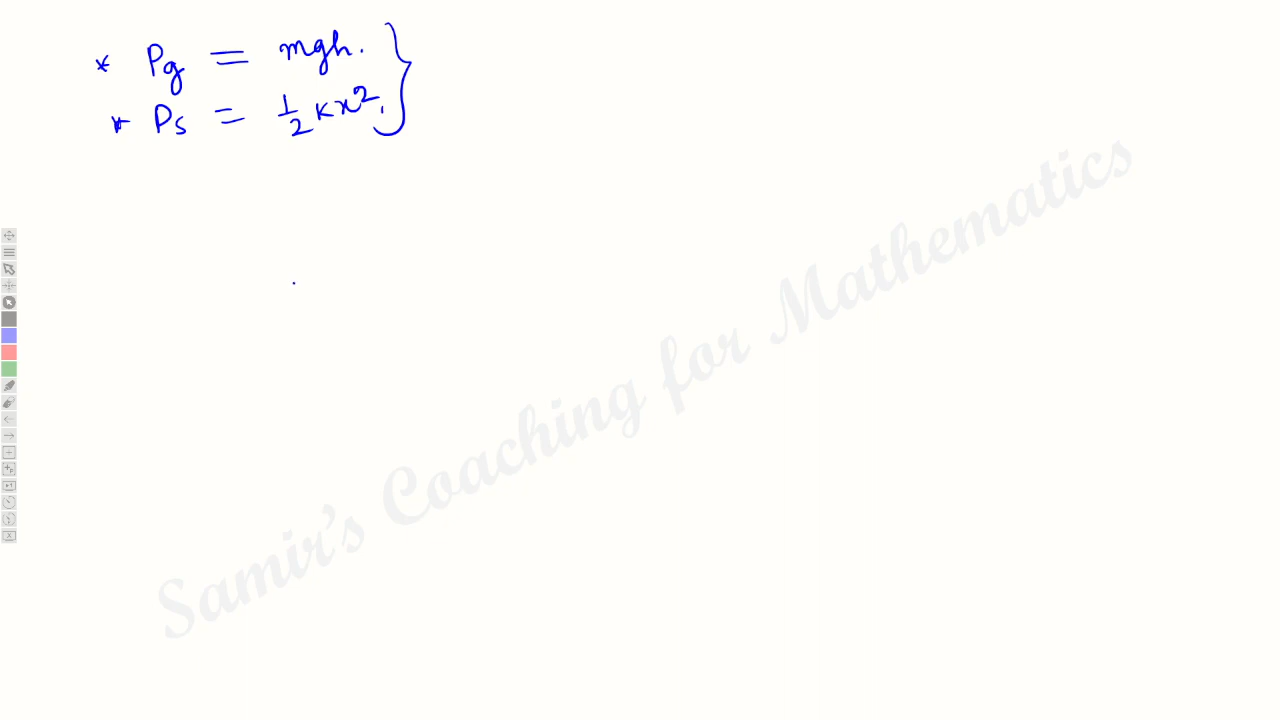 * Pg = mgh. }
* Ps = 1/2 kx². }
Samir's Coaching for Mathematics